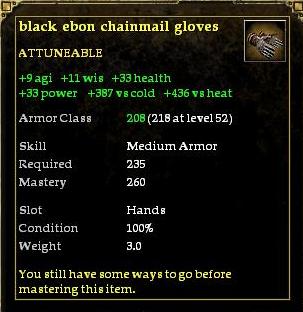 black ebon chainmail gloves
ATTUNEABLE
+9 agi +11 wis +33 health
+33 power +387 vs cold +436 vs heat
Armor Class 208 (218 at level 52)
Skill Medium Armor
Required 235
Mastery 260
Slot Hands
Condition 100%
Weight 3.0
You still have some ways to go before
mastering this item.